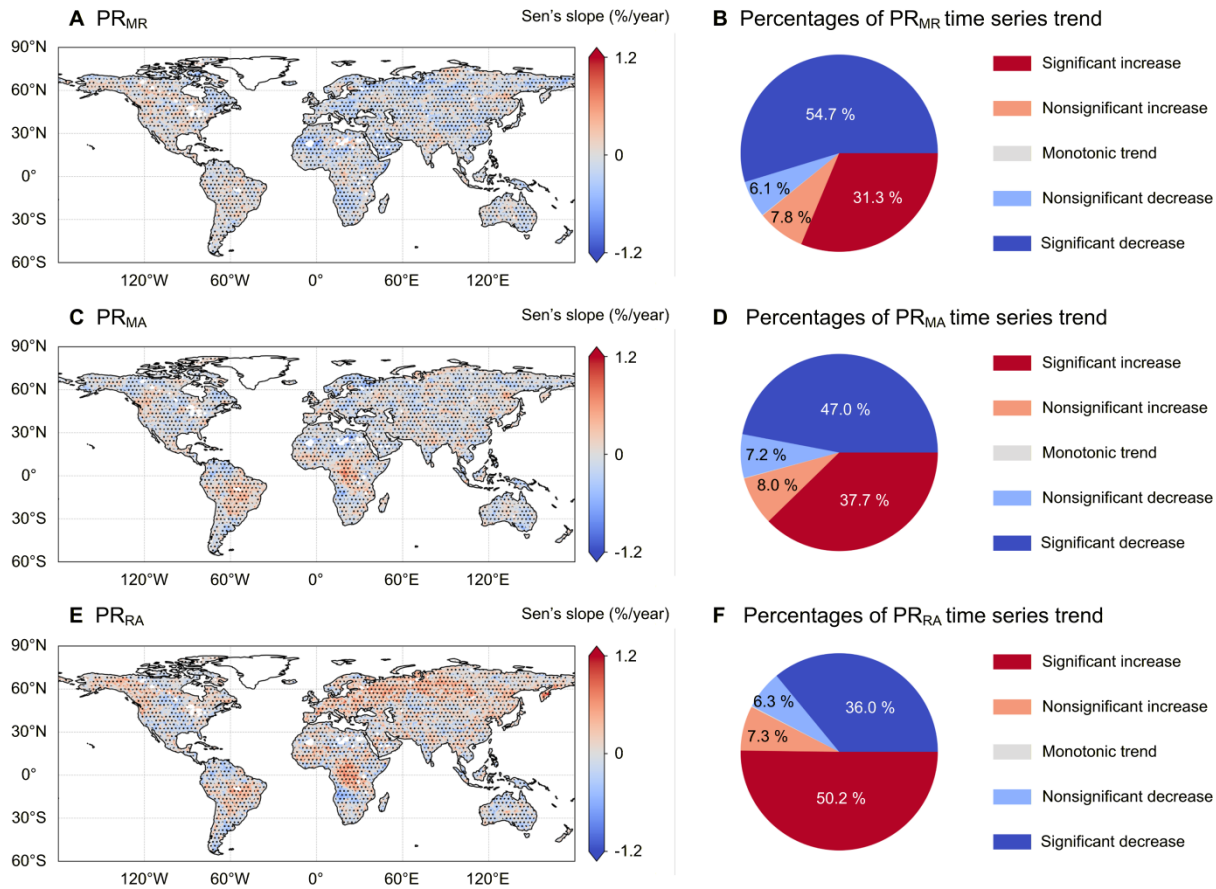 A PRMR
Sen's slope (%/year)
90°N
60°N
30°N
0°
30°S
60°S
120°W 60°W 0° 60°E 120°E
1.2
0
-1.2
B Percentages of PRMR time series trend
54.7 %
6.1 %
7.8 %
31.3 %
Significant increase
Nonsignificant increase
Monotonic trend
Nonsignificant decrease
Significant decrease
C PRMA
Sen's slope (%/year)
90°N
60°N
30°N
0°
30°S
60°S
120°W 60°W 0° 60°E 120°E
1.2
0
-1.2
D Percentages of PRMA time series trend
47.0 %
7.2 %
8.0 %
37.7 %
Significant increase
Nonsignificant increase
Monotonic trend
Nonsignificant decrease
Significant decrease
E PRRA
Sen's slope (%/year)
90°N
60°N
30°N
0°
30°S
60°S
120°W 60°W 0° 60°E 120°E
1.2
0
-1.2
F Percentages of PRRA time series trend
36.0 %
6.3 %
7.3 %
50.2 %
Significant increase
Nonsignificant increase
Monotonic trend
Nonsignificant decrease
Significant decrease